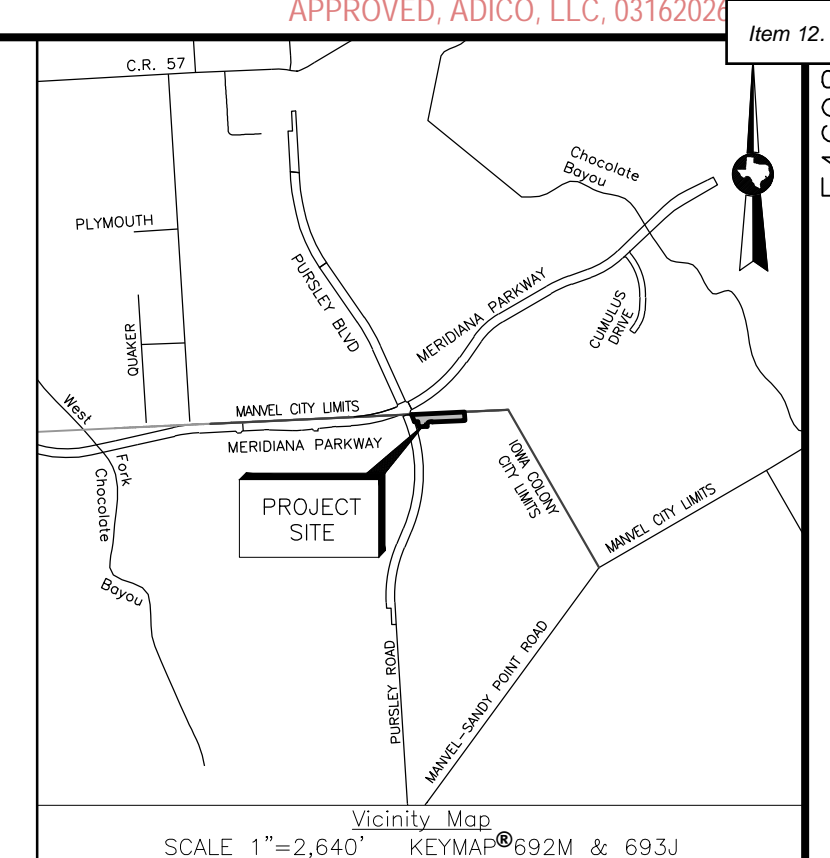 APPROVED, ADICO, LLC, 03162026
Item 12.
C.R. 57
Chocolate
Bayou
PLYMOUTH
PURSLEY BLVD
MERIDIANA PARKWAY
CUMULUS
DRIVE
QUAKER
West
Fork
Chocolate
Bayou
MANVEL CITY LIMITS
MERIDIANA PARKWAY
IOWA COLONY
CITY LIMITS
MANVEL CITY LIMITS
PROJECT
SITE
PURSLEY ROAD
MANVEL-SANDY POINT ROAD
Vicinity Map
SCALE 1"=2,640' KEYMAP®692M & 693J